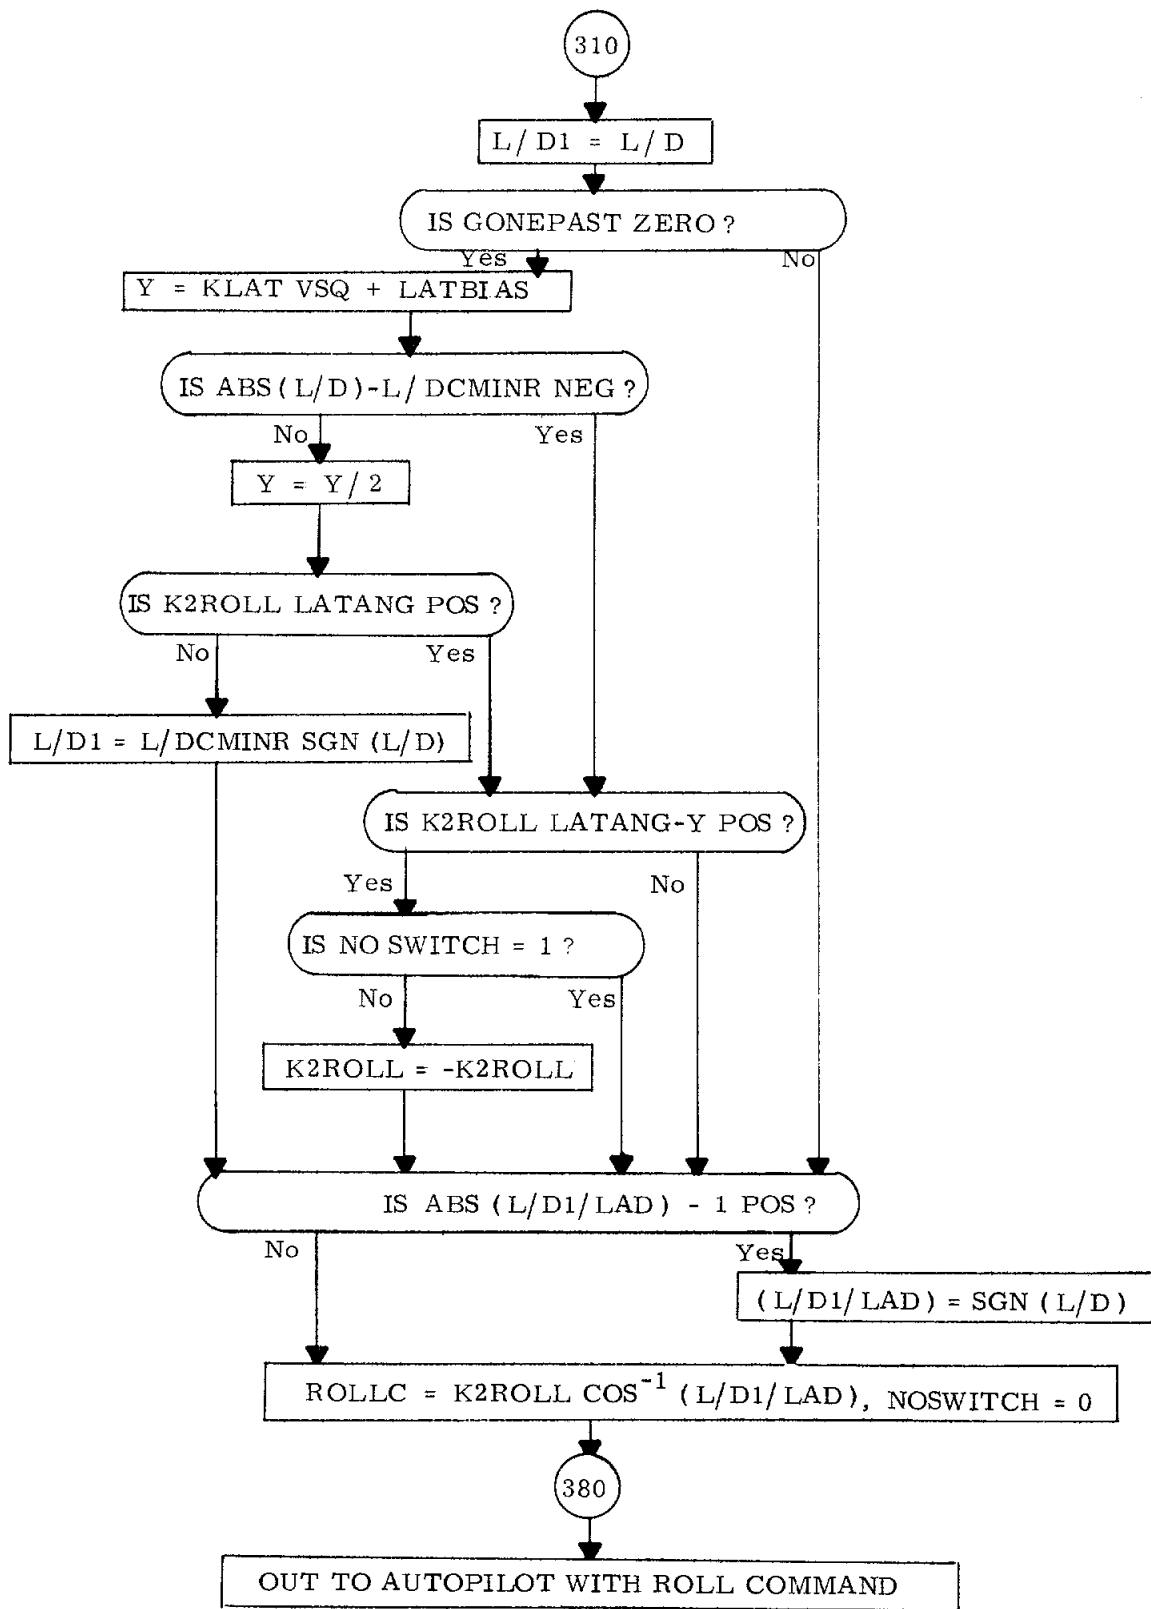 310
L/D1 = L/D
IS GONEPAST ZERO?
Yes
No
Y = KLAT VSQ + LATBIAS
IS ABS(L/D)-L/DCMINR NEG?
No
Yes
Y = Y/2
IS K2ROLL LATANG POS?
No
Yes
L/D1 = L/DCMINR SGN (L/D)
IS K2ROLL LATANG-Y POS?
Yes
No
IS NO SWITCH = 1?
No
Yes
K2ROLL = -K2ROLL
IS ABS (L/D1/LAD) - 1 POS?
No
Yes
(L/D1/LAD) = SGN (L/D)
ROLLC = K2ROLL COS⁻¹ (L/D1/LAD), NOSWITCH = 0
380
OUT TO AUTOPILOT WITH ROLL COMMAND